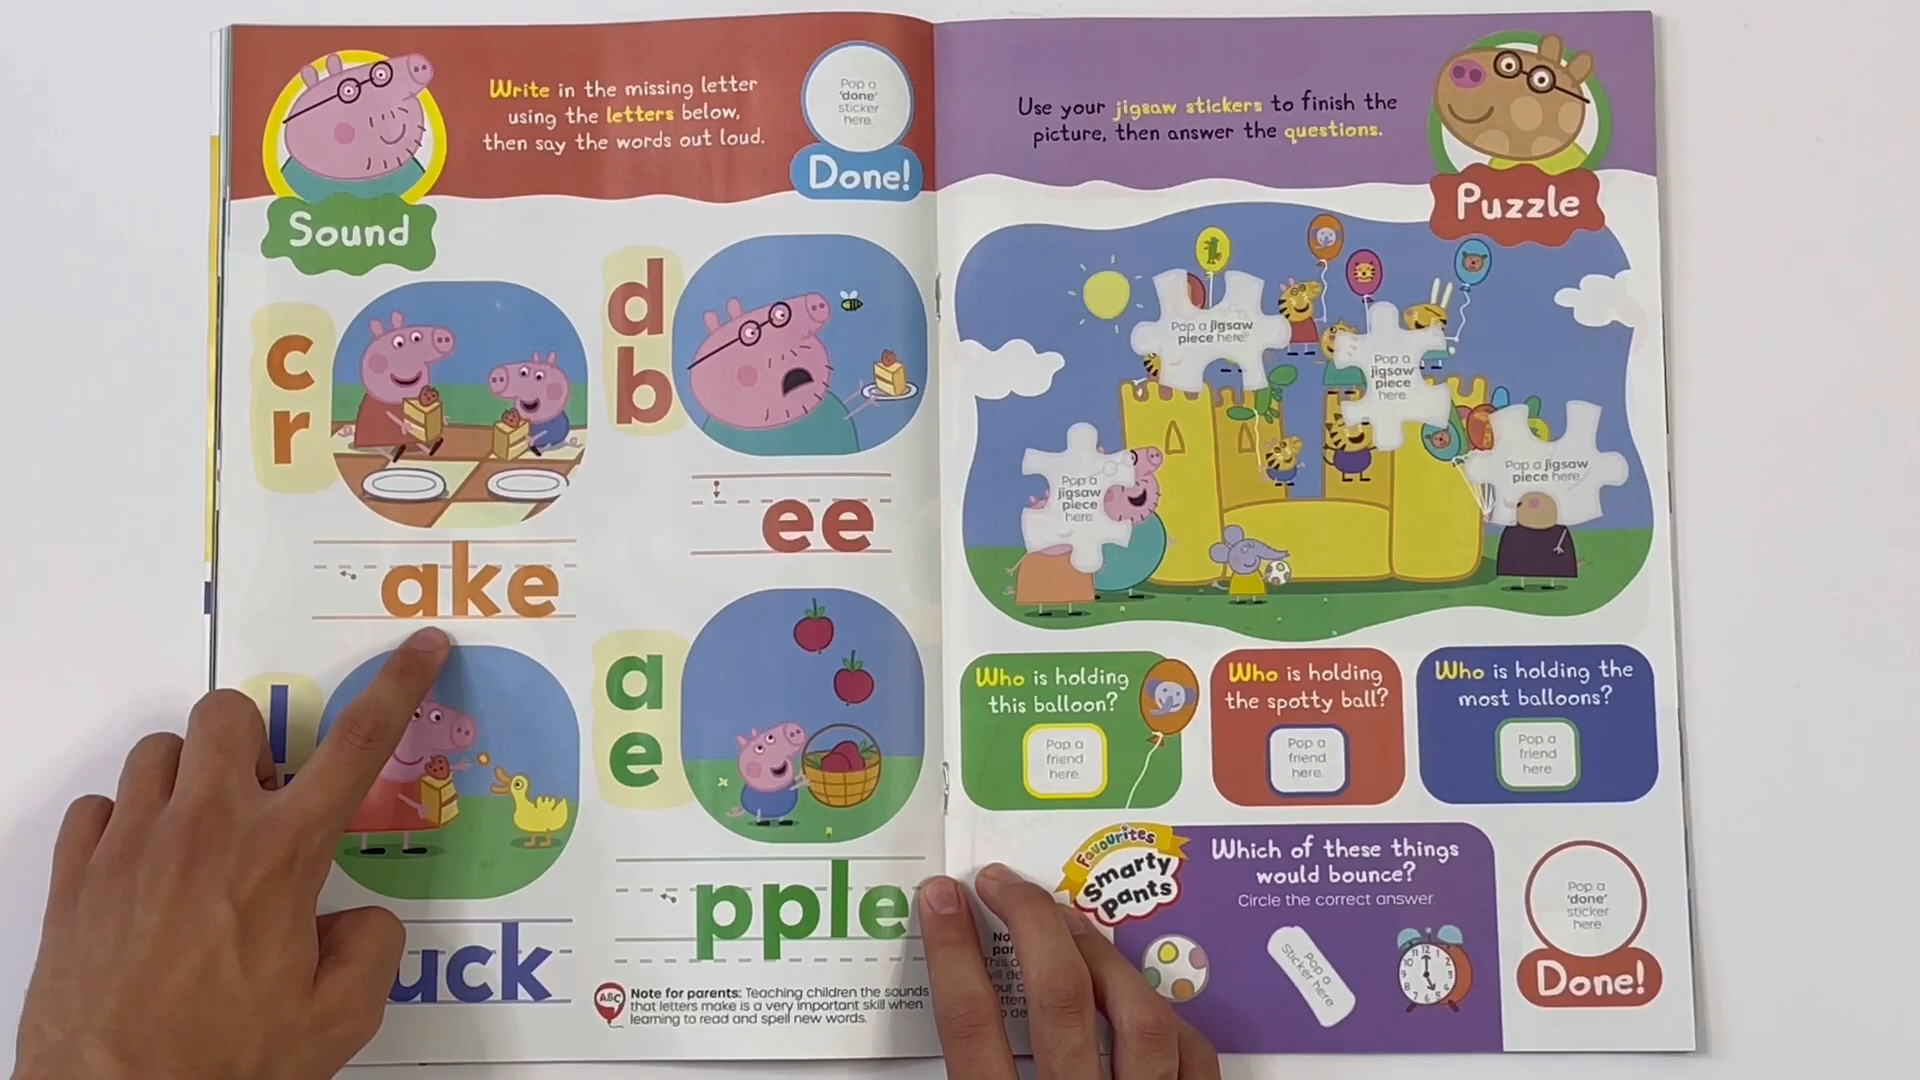 Write in the missing letter
using the letters below,
then say the words out loud.
Pop a
'done'
sticker
here.
Done!
Sound
c
r
ake
d
b
ee
l
uck
a
e
pple
ABC
Note for parents: Teaching children the sounds
that letters make is a very important skill when
learning to read and spell new words.
Use your jigsaw stickers to finish the
picture, then answer the questions.
Puzzle
Pop a jigsaw
piece here.
Pop a
jigsaw
piece
here.
Pop a
jigsaw
piece
here.
Pop a jigsaw
piece here.
Who is holding
this balloon?
Pop a
friend
here.
Who is holding
the spotty ball?
Pop a
friend
here.
Who is holding the
most balloons?
Pop a
friend
here.
Favourites
Smarty
pants
Which of these things
would bounce?
Circle the correct answer.
Pop a
sticker here.
Pop a
'done'
sticker
here.
Done!